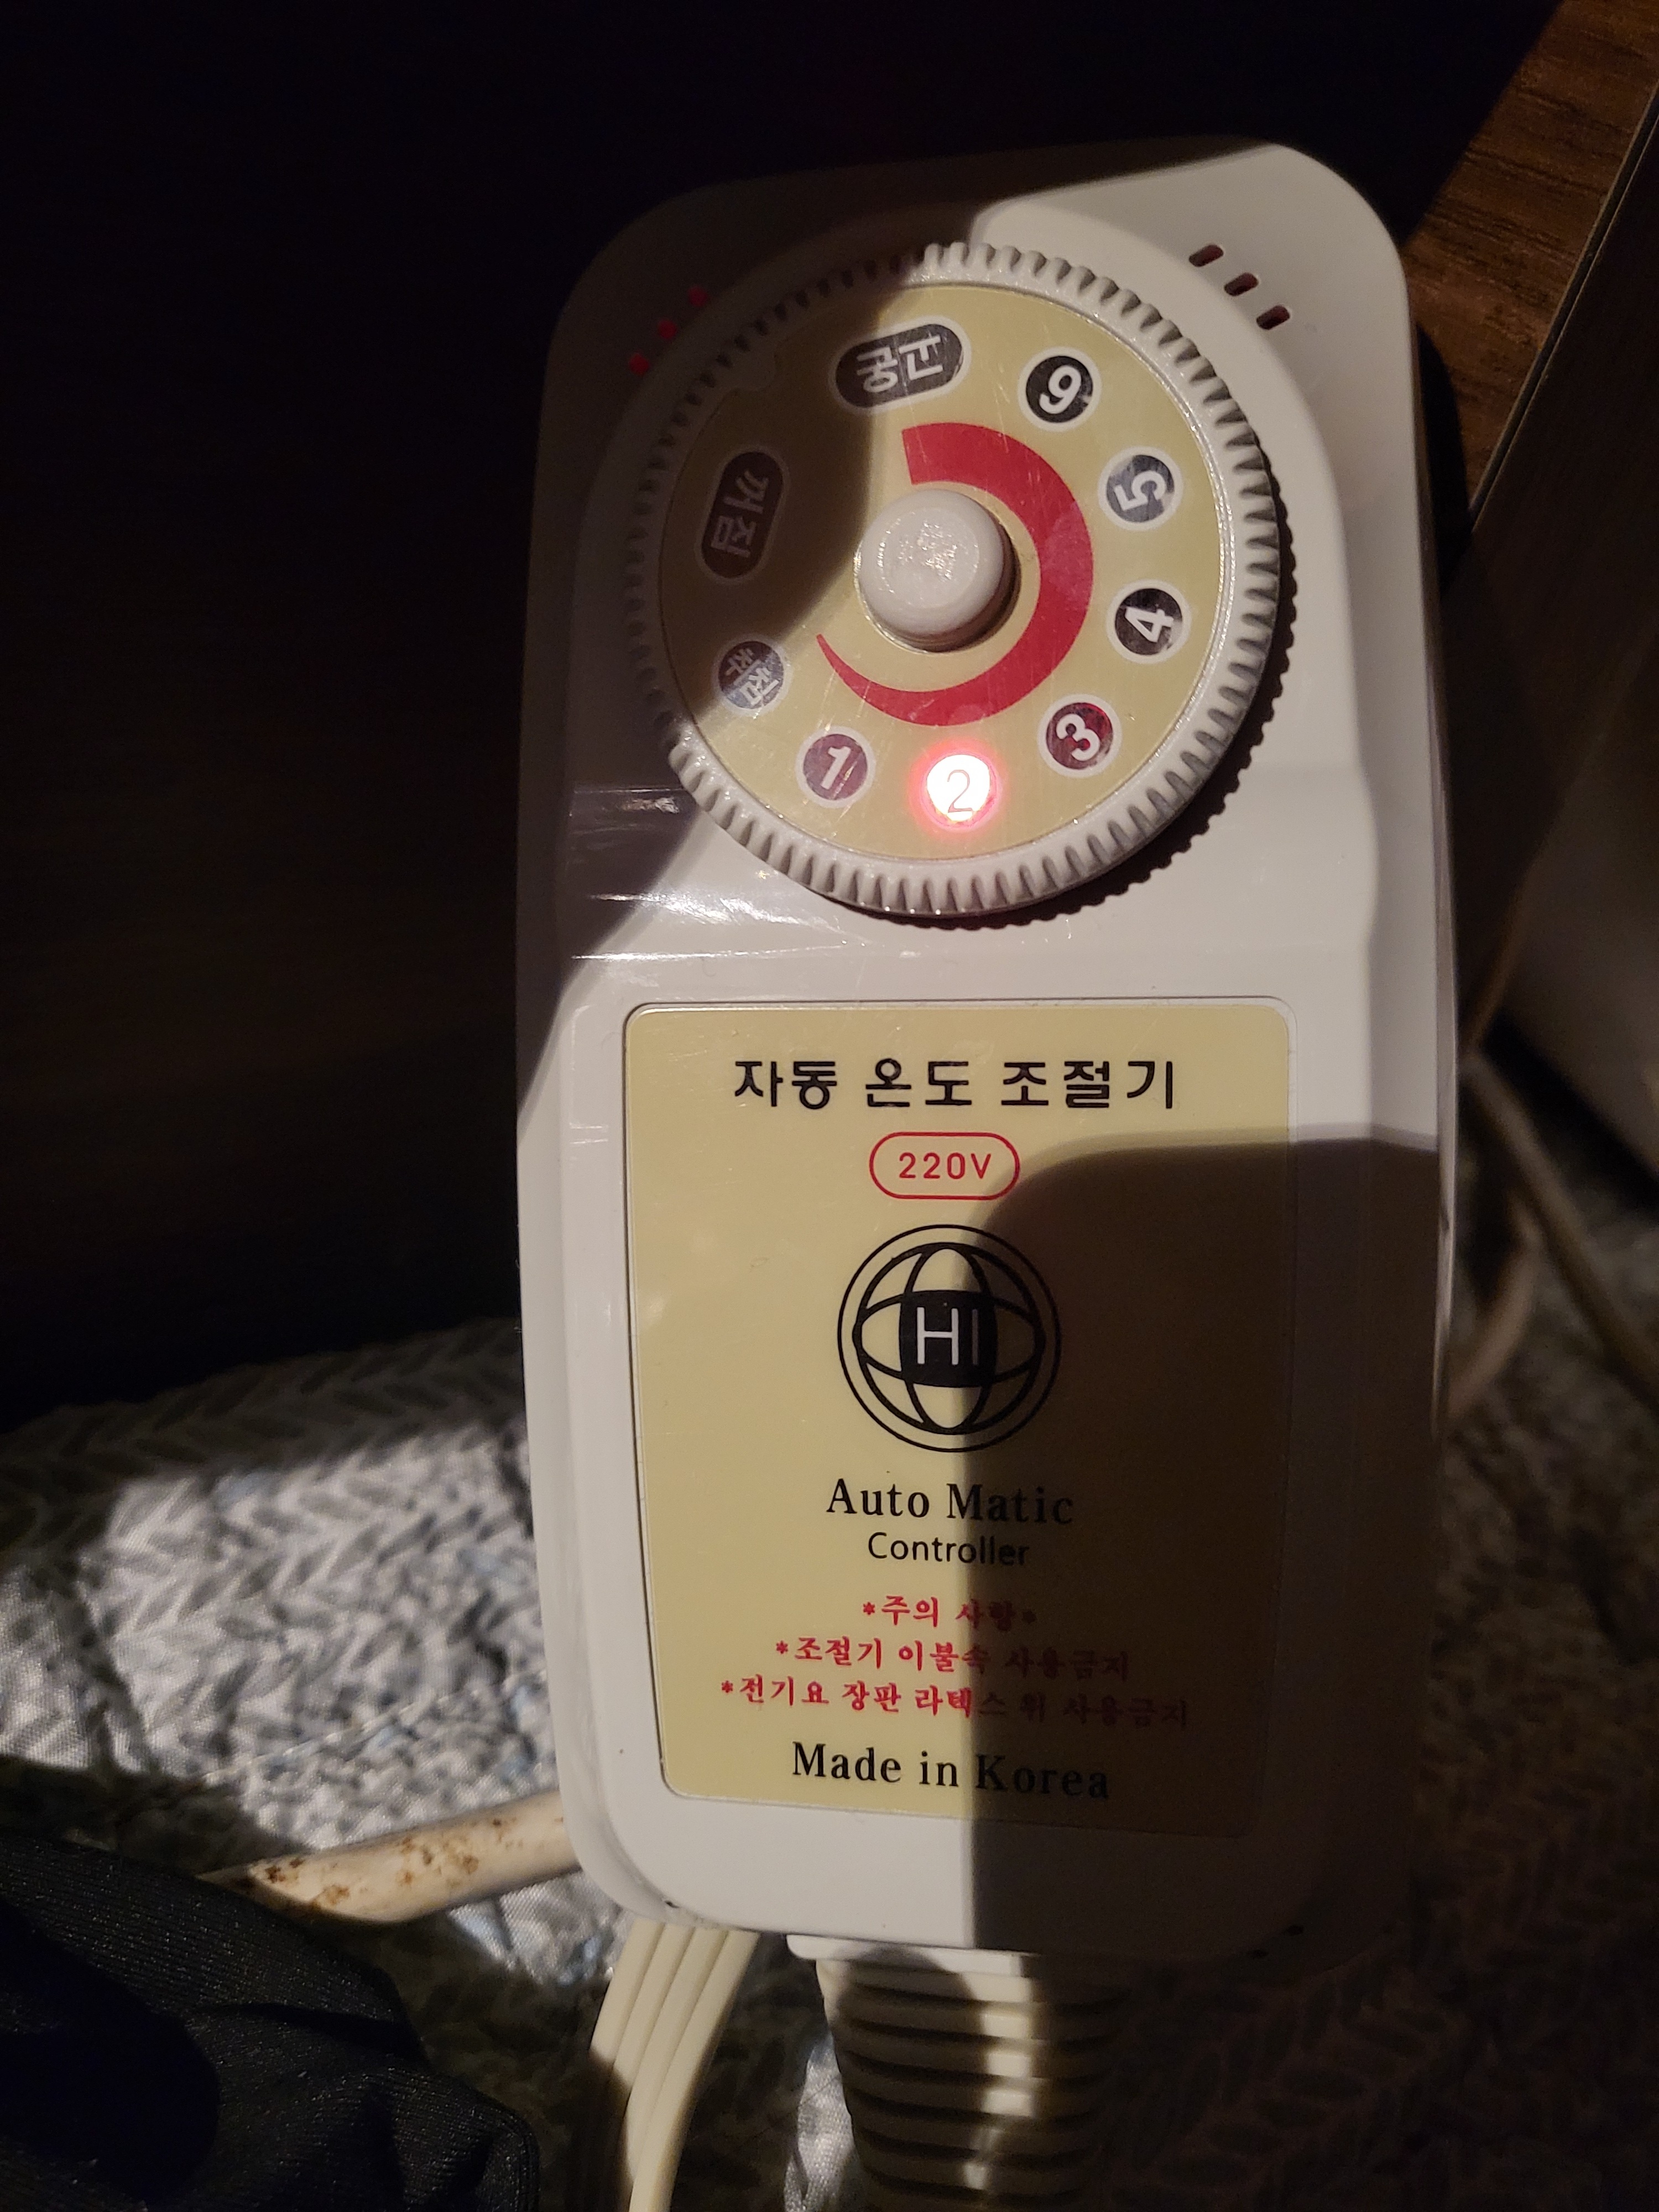 꺼짐
취침
1
2
3
4
5
6
자동 온도 조절기
220V
HI
Auto Matic
Controller
*주의 사항*
*조절기 이불속 사용금지
*전기요 장판 라텍스 위 사용금지
Made in Korea